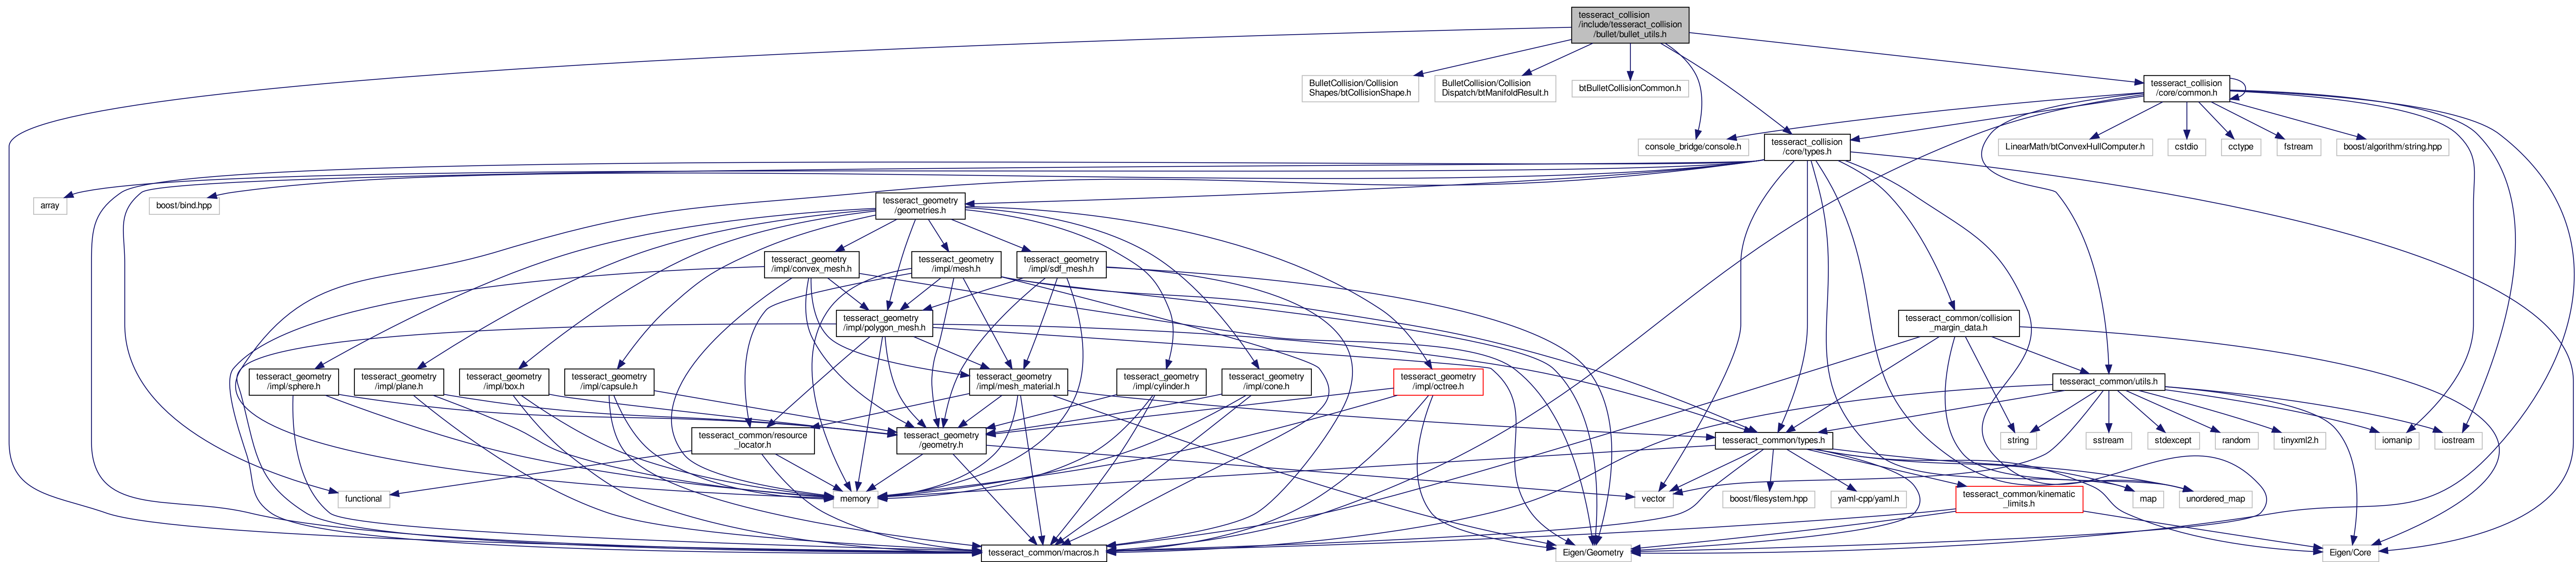 tesseract_collision
/include/tesseract_collision
/bullet/bullet_utils.h
BulletCollision/Collision
Shapes/btCollisionShape.h
BulletCollision/Collision
Dispatch/btManifoldResult.h
btBulletCollisionCommon.h
tesseract_collision
/core/common.h
console_bridge/console.h
tesseract_collision
/core/types.h
LinearMath/btConvexHullComputer.h
cstdio
cctype
fstream
boost/algorithm/string.hpp
array
boost/bind.hpp
tesseract_geometry
/geometries.h
tesseract_geometry
/impl/convex_mesh.h
tesseract_geometry
/impl/mesh.h
tesseract_geometry
/impl/sdf_mesh.h
tesseract_geometry
/impl/polygon_mesh.h
tesseract_common/collision
_margin_data.h
tesseract_geometry
/impl/sphere.h
tesseract_geometry
/impl/plane.h
tesseract_geometry
/impl/box.h
tesseract_geometry
/impl/capsule.h
tesseract_geometry
/impl/mesh_material.h
tesseract_geometry
/impl/cylinder.h
tesseract_geometry
/impl/cone.h
tesseract_geometry
/impl/octree.h
tesseract_common/utils.h
tesseract_common/resource
_locator.h
tesseract_geometry
/geometry.h
tesseract_common/types.h
string
sstream
stdexcept
random
tinyxml2.h
iomanip
iostream
functional
memory
vector
boost/filesystem.hpp
yaml-cpp/yaml.h
tesseract_common/kinematic
_limits.h
map
unordered_map
tesseract_common/macros.h
Eigen/Geometry
Eigen/Core